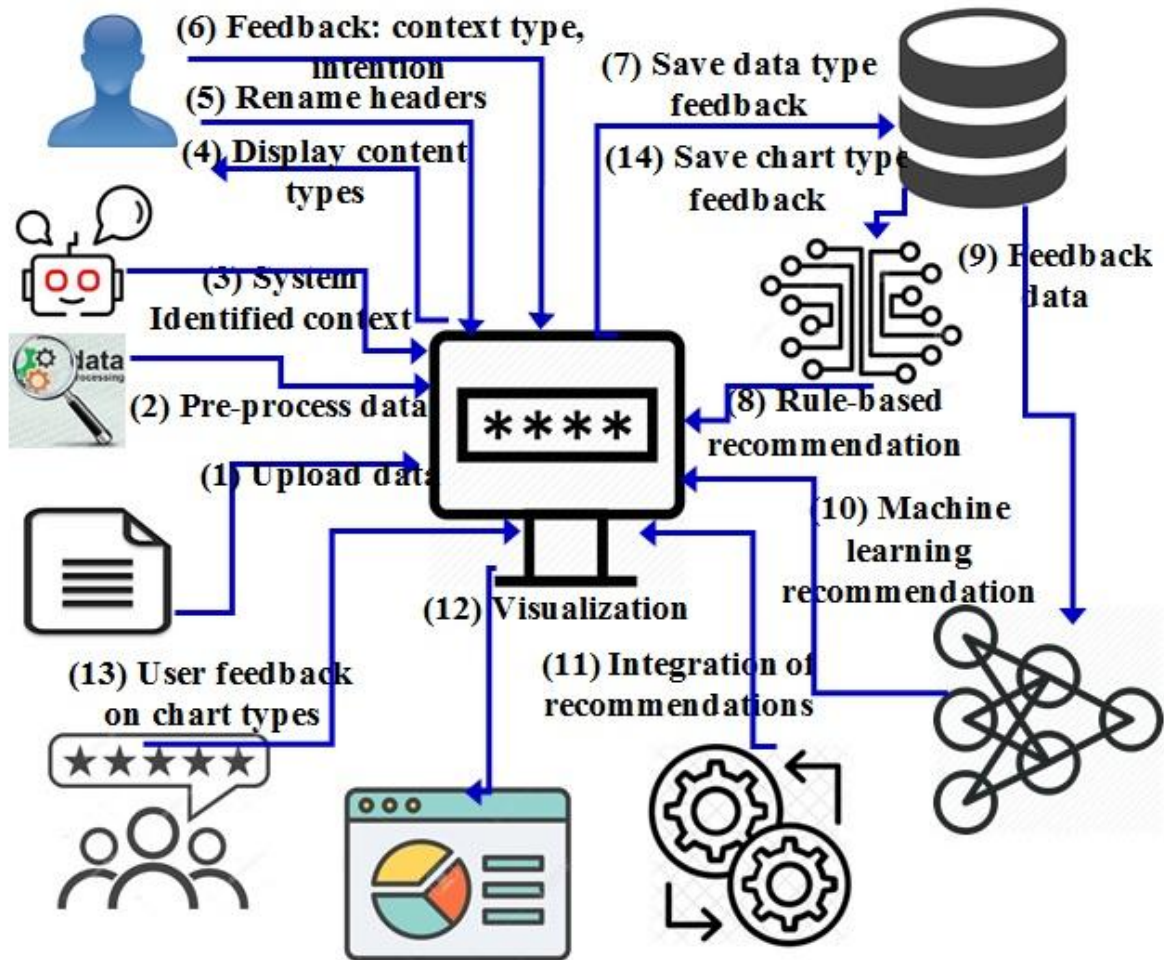 (6) Feedback: context type,
intention
(5) Rename headers
(4) Display content
types
(7) Save data type
feedback
(14) Save chart type
feedback
(3) System
Identified context
(9) Feedback
data
data
processing
(2) Pre-process data
(8) Rule-based
recommendation
****
(1) Upload data
(10) Machine
learning
recommendation
(12) Visualization
(11) Integration of
recommendations
(13) User feedback
on chart types